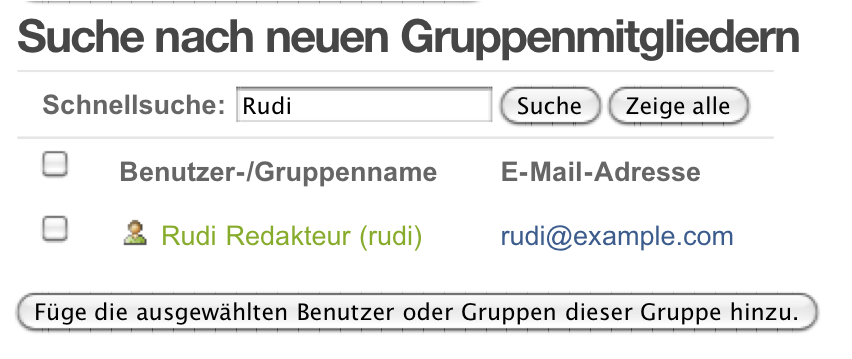 Suche nach neuen Gruppenmitgliedern
Schnellsuche: Rudi Suche Zeige alle
Benutzer-/Gruppenname E-Mail-Adresse
Rudi Redakteur (rudi) rudi@example.com
Füge die ausgewählten Benutzer oder Gruppen dieser Gruppe hinzu.